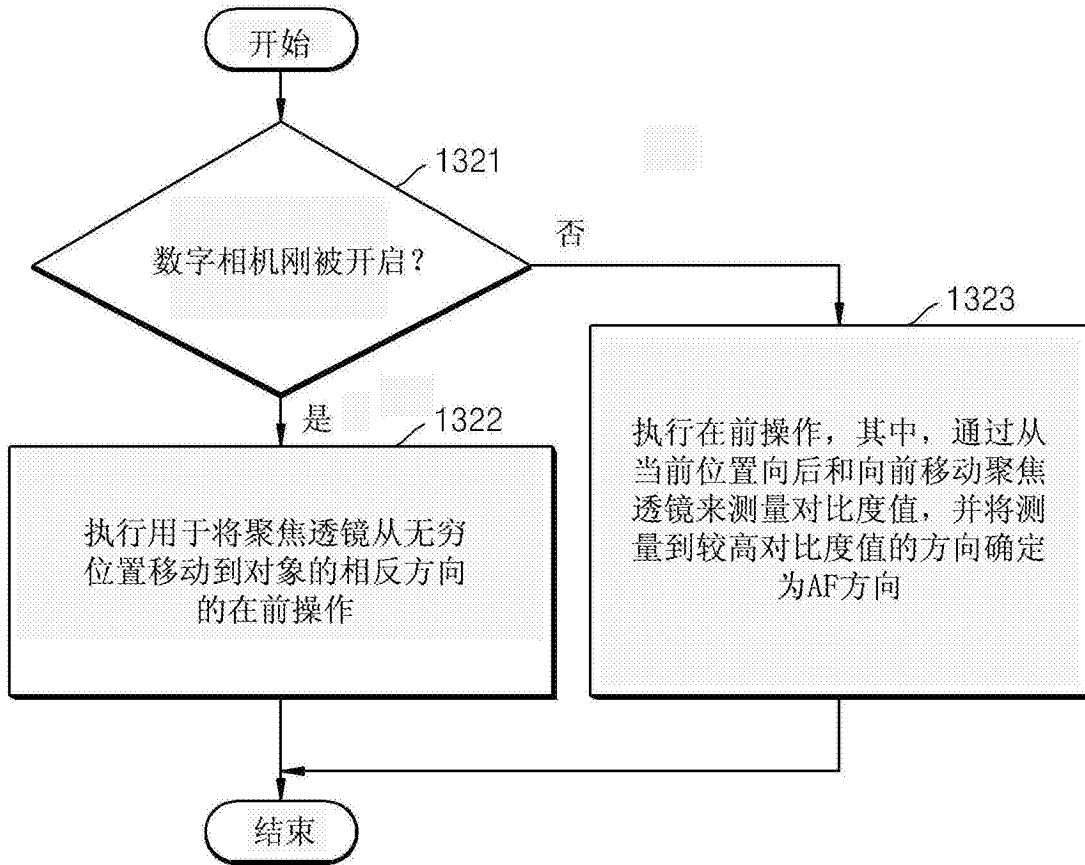 开始
1321
数字相机刚被开启？
否
1323
是
1322
执行用于将聚焦透镜从无穷
位置移动到对象的相反方向
的在前操作
执行在前操作，其中，通过从
当前位置向后和向前移动聚焦
透镜来测量对比度值，并将测
量到较高对比度值的方向确定
为AF方向
结束